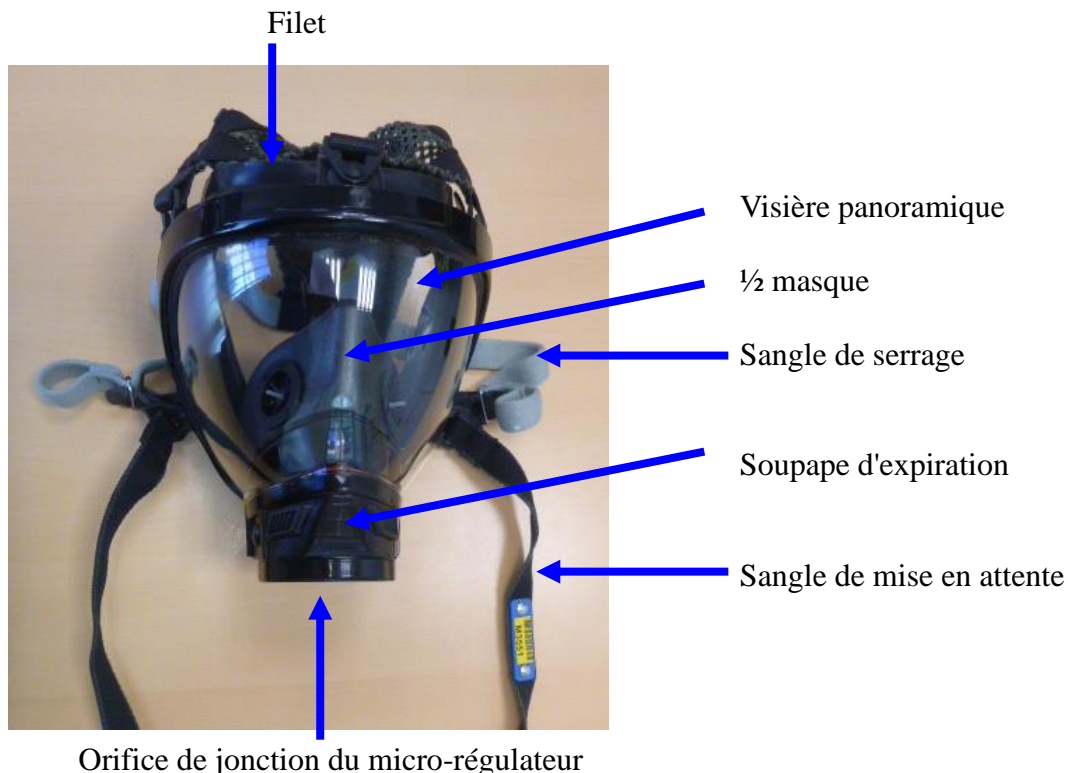 Filet
Visière panoramique
½ masque
Sangle de serrage
Soupape d'expiration
Sangle de mise en attente
Orifice de jonction du micro-régulateur